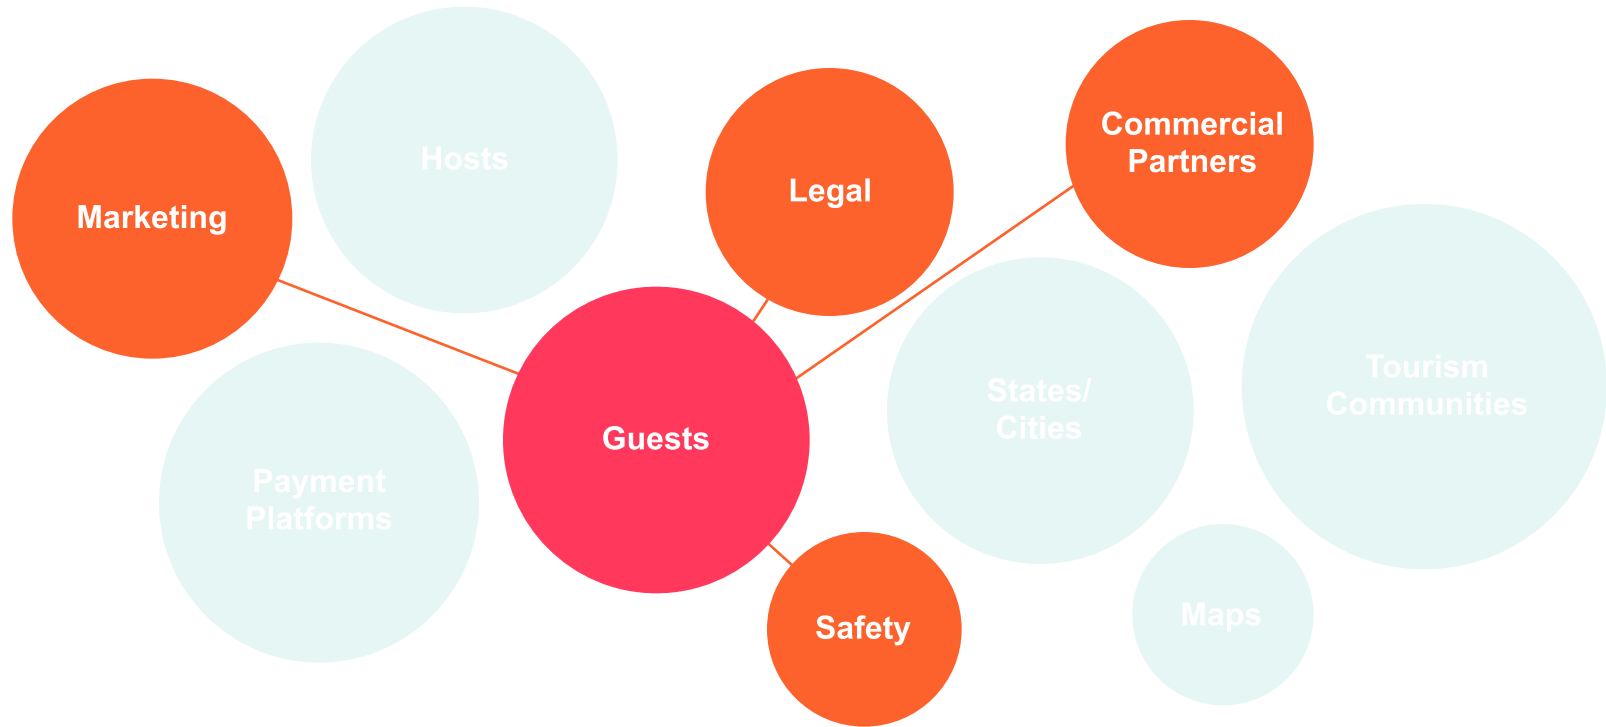 Marketing
Hosts
Legal
Commercial
Partners
Guests
States/
Cities
Tourism
Communities
Payment
Platforms
Safety
Maps